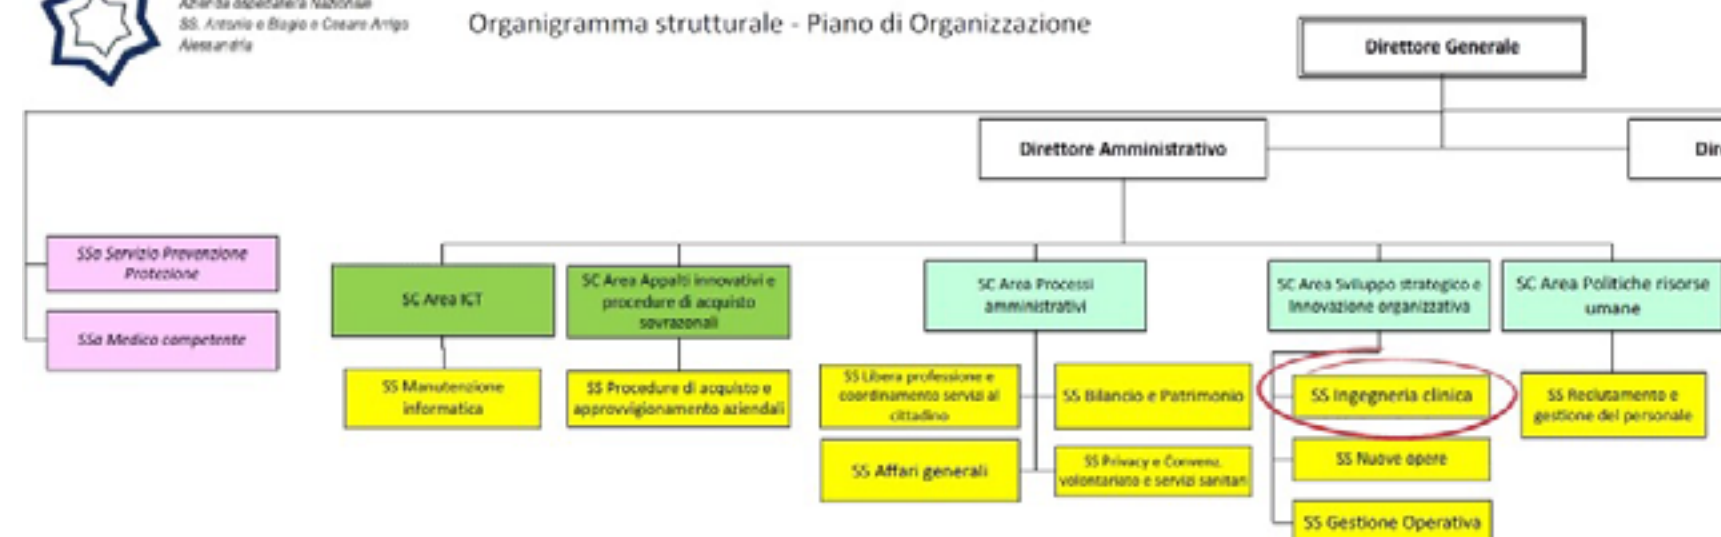 Azienda ospedaliera Nazionale
SS. Antonio e Biagio e Cesare Arrigo
Alessandria
Organigramma strutturale - Piano di Organizzazione
Direttore Generale
Direttore Amministrativo
Dir
SSa Servizio Prevenzione
Protezione
SSa Medico competente
SC Area ICT
SC Area Appalti innovativi e
procedure di acquisto
sovrazonali
SC Area Processi
amministrativi
SC Area Sviluppo strategico e
Innovazione organizzativa
SC Area Politiche risorse
umane
SS Manutenzione
informatica
SS Procedure di acquisto e
approvvigionamento aziendali
SS Libera professione e
coordinamento servizi al
cittadino
SS Bilancio e Patrimonio
SS Affari generali
SS Privacy e Convenz.
volontariato e servizi sanitari
SS Ingegneria clinica
SS Nuove opere
SS Gestione Operativa
SS Reclutamento e
gestione del personale